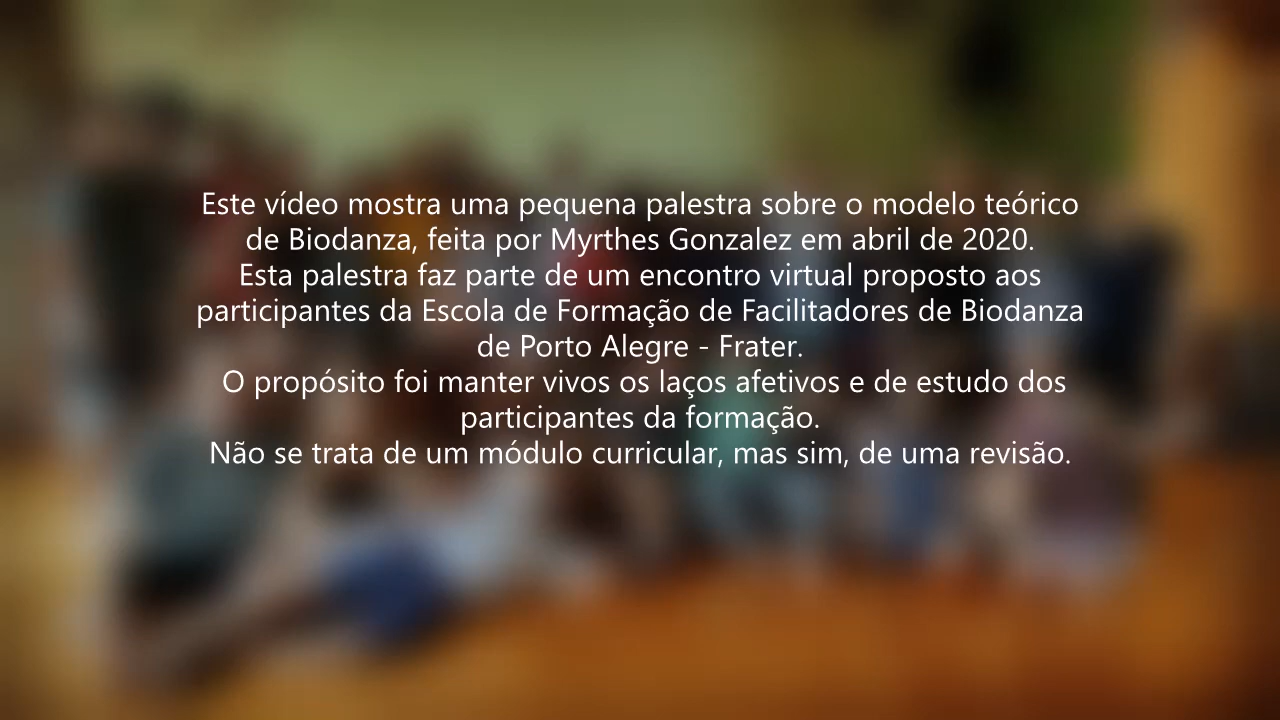 Este vídeo mostra uma pequena palestra sobre o modelo teórico
de Biodanza, feita por Myrthes Gonzalez em abril de 2020.
Esta palestra faz parte de um encontro virtual proposto aos
participantes da Escola de Formação de Facilitadores de Biodanza
de Porto Alegre - Frater.
O propósito foi manter vivos os laços afetivos e de estudo dos
participantes da formação.
Não se trata de um módulo curricular, mas sim, de uma revisão.